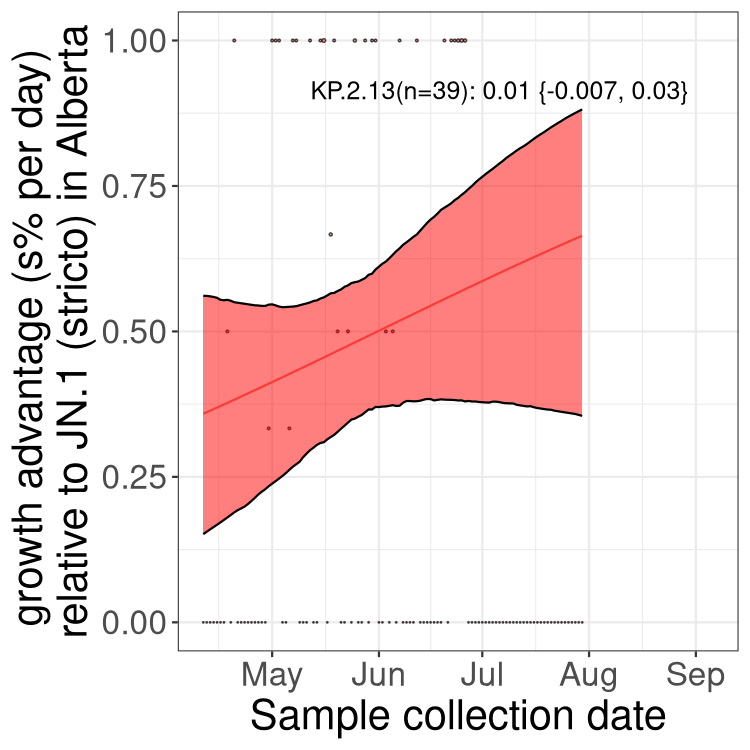 growth advantage (s% per day)
relative to JN.1 (stricto) in Alberta
1.00
KP.2.13(n=39): 0.01 {-0.007, 0.03}
0.75
0.50
0.25
0.00
May Jun Jul Aug Sep
Sample collection date